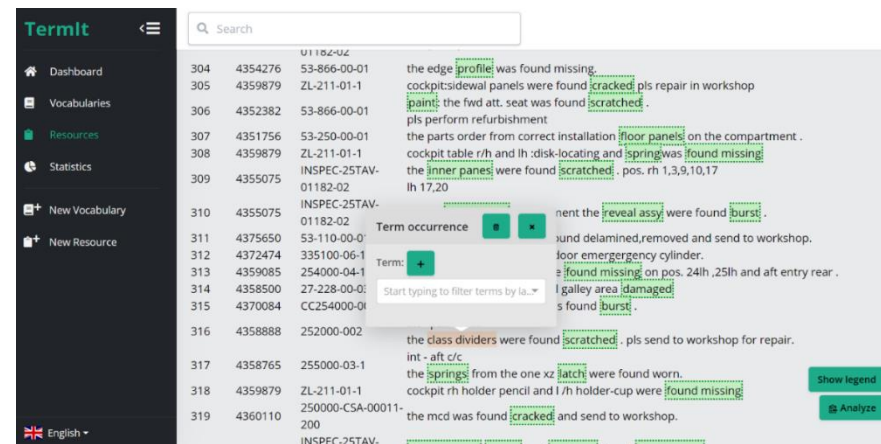 TermIt
Search
Dashboard
Vocabularies
Resources
Statistics
New Vocabulary
New Resource
English
01182-02
304 4354276 53-866-00-01 the edge profile was found missing.
305 4359879 ZL-211-01-1 cockpit:sidewal panels were found cracked pls repair in workshop
306 4352382 53-866-00-01 paint: the fwd att. seat was found scratched .
pls perform refurbishment
307 4351756 53-250-00-01 the parts order from correct installation floor panels on the compartment .
308 4359879 ZL-211-01-1 cockpit table r/h and lh :disk-locating and springwas found missing
309 4355075 INSPEC-25TAV-01182-02 the inner panes were found scratched . pos. rh 1,3,9,10,17
lh 17,20
310 4355075 INSPEC-25TAV-01182-02 ment the reveal assy were found burst .
311 4375650 53-110-00-0 und delamined,removed and send to workshop.
312 4372474 335100-06-1 oor emergergency cylinder.
313 4359085 254000-04-1 found missing on pos. 24lh ,25lh and aft entry rear .
314 4358500 27-228-00-0 galley area damaged
315 4370084 CC254000-0 s found burst .
Term occurrence
Term:
Start typing to filter terms by la..
316 4358888 252000-002 the class dividers were found scratched . pls send to workshop for repair.
317 4358765 255000-03-1 int - aft c/c
the springs from the one xz latch were found worn.
318 4359879 ZL-211-01-1 cockpit rh holder pencil and l /h holder-cup were found missing
319 4360110 250000-CSA-00011-200 the mcd was found cracked and send to workshop.
INSPEC-25TAV-
Show legend
Analyze